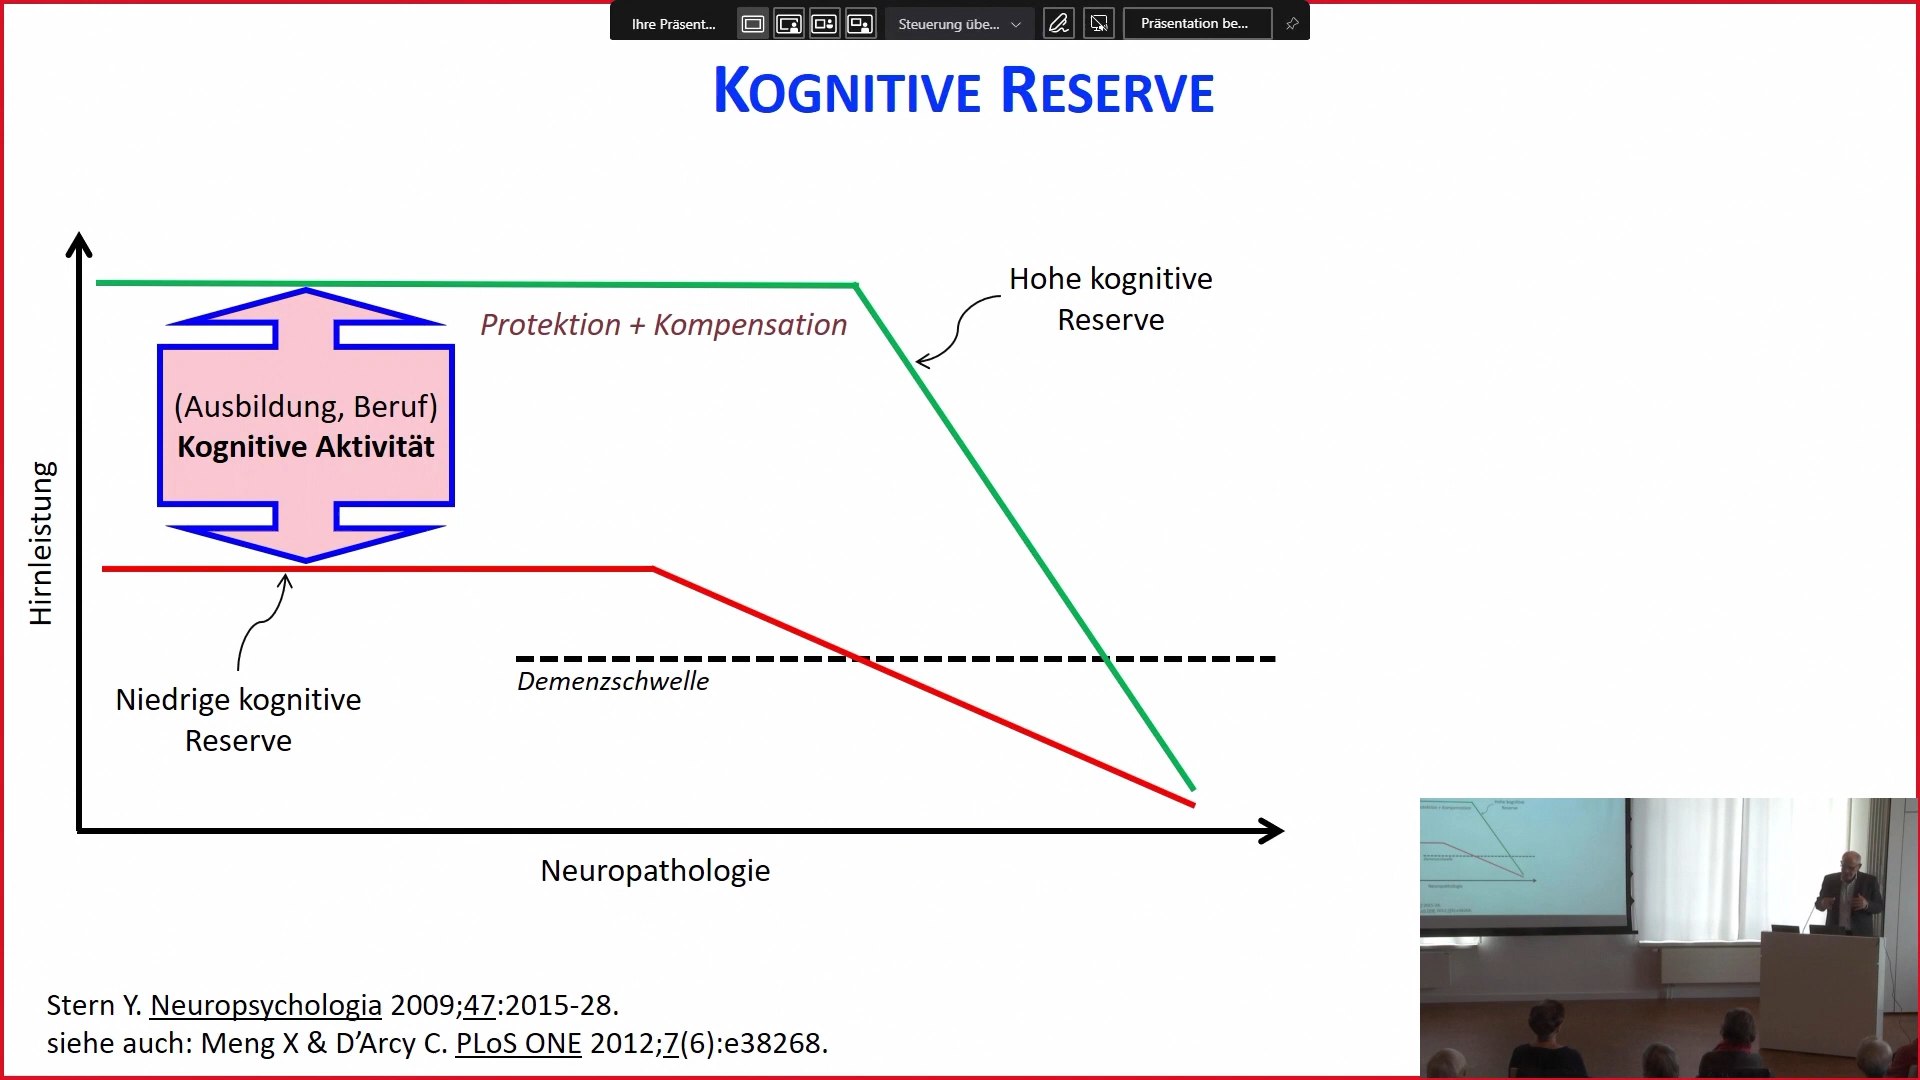 Ihre Präsent...
Steuerung übe...
Präsentation be...
KOGNITIVE RESERVE
Hohe kognitive
Reserve
Protektion + Kompensation
(Ausbildung, Beruf)
Kognitive Aktivität
Hirnleistung
Demenzschwelle
Niedrige kognitive
Reserve
Neuropathologie
Stern Y. Neuropsychologia 2009;47:2015-28.
siehe auch: Meng X & D’Arcy C. PLoS ONE 2012;7(6):e38268.